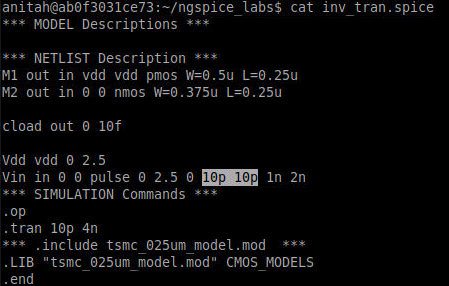 anitah@ab0f3031ce73:~/ngspice_labs$ cat inv_tran.spice
*** MODEL Descriptions ***
*** NETLIST Description ***
M1 out in vdd vdd pmos W=0.5u L=0.25u
M2 out in 0 0 nmos W=0.375u L=0.25u
cload out 0 10f
Vdd vdd 0 2.5
Vin in 0 0 pulse 0 2.5 0 10p 10p 1n 2n
*** SIMULATION Commands ***
.op
.tran 10p 4n
*** .include tsmc_025um_model.mod  ***
.LIB "tsmc_025um_model.mod" CMOS_MODELS
.end